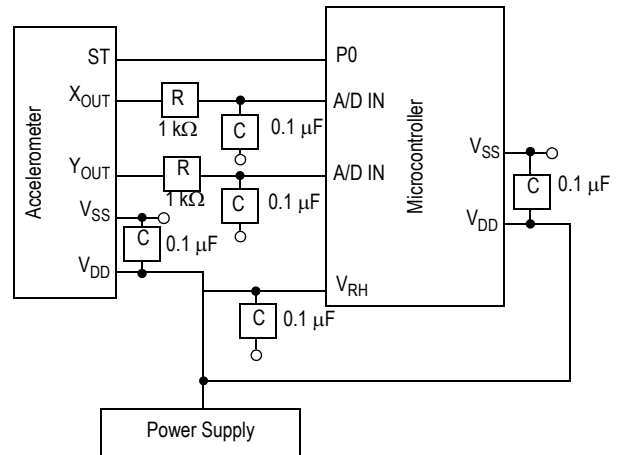 Accelerometer
ST
X_OUT
R
1 kΩ
C
0.1 μF
Y_OUT
R
1 kΩ
C
0.1 μF
V_SS
C
0.1 μF
V_DD
P0
A/D IN
A/D IN
Microcontroller
V_RH
C
0.1 μF
V_SS
C
0.1 μF
V_DD
Power Supply